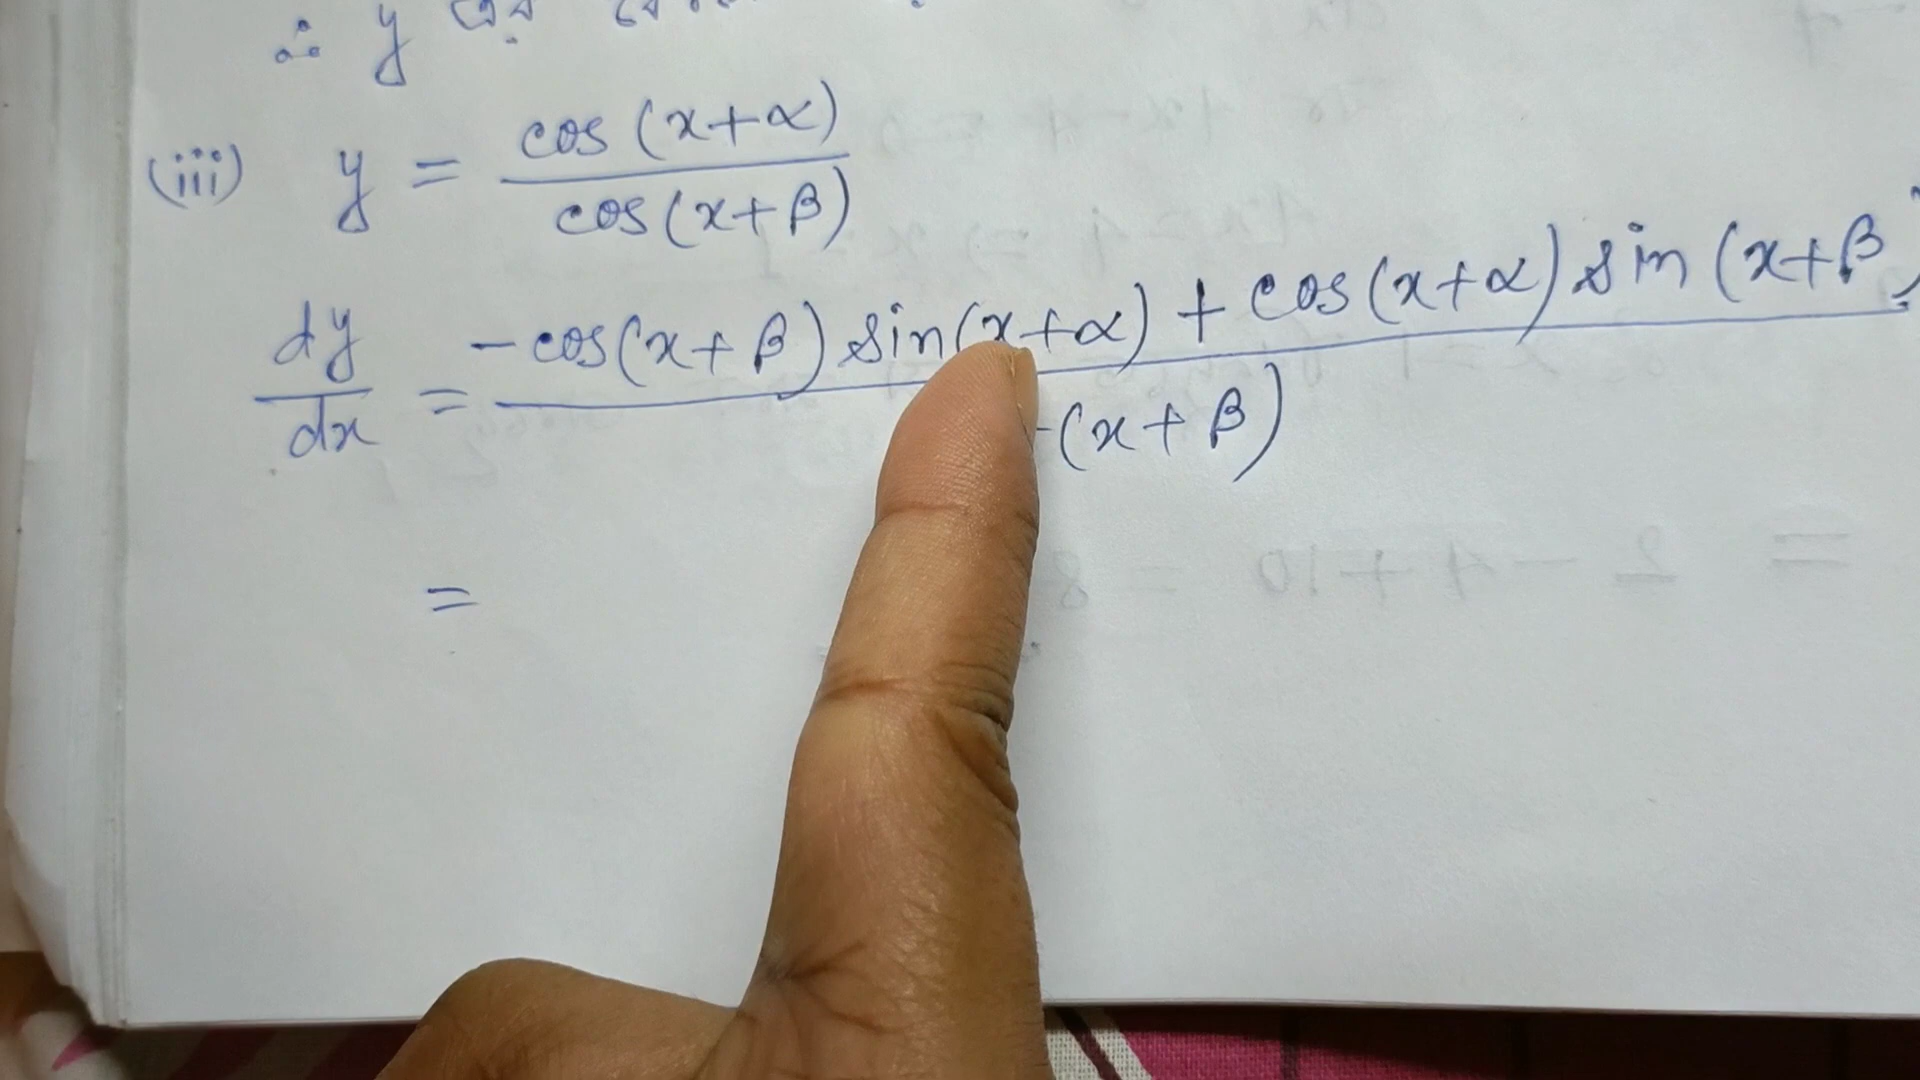 ∴ y
(iii) y = cos (x+α) / cos (x+β)
dy/dx = -cos(x+β) sin(x+α) + cos(x+α) sin (x+β) / (x+β)
=